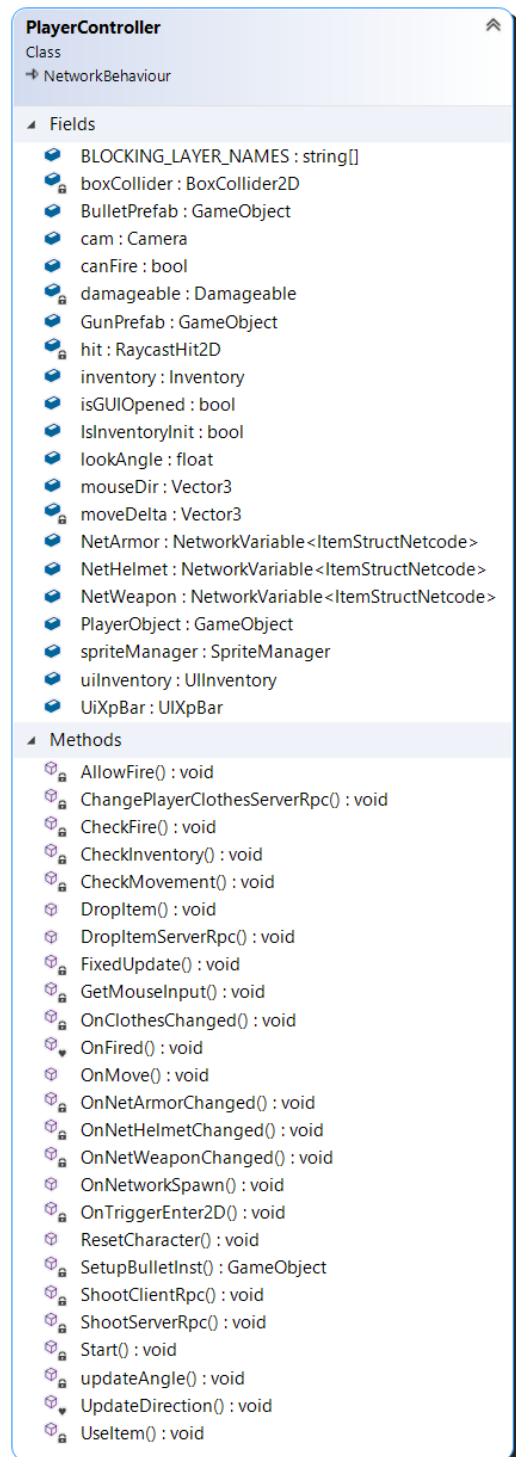 PlayerController
Class
NetworkBehaviour
Fields
BLOCKING_LAYER_NAMES : string[]
boxCollider : BoxCollider2D
BulletPrefab : GameObject
cam : Camera
canFire : bool
damageable : Damageable
GunPrefab : GameObject
hit : RaycastHit2D
inventory : Inventory
isGUIOpened : bool
IsInventoryInit : bool
lookAngle : float
mouseDir : Vector3
moveDelta : Vector3
NetArmor : NetworkVariable<ItemStructNetcode>
NetHelmet : NetworkVariable<ItemStructNetcode>
NetWeapon : NetworkVariable<ItemStructNetcode>
PlayerObject : GameObject
spriteManager : SpriteManager
uiInventory : UIInventory
UiXpBar : UIXpBar
Methods
AllowFire() : void
ChangePlayerClothesServerRpc() : void
CheckFire() : void
CheckInventory() : void
CheckMovement() : void
DropItem() : void
DropItemServerRpc() : void
FixedUpdate() : void
GetMouseInput() : void
OnClothesChanged() : void
OnFired() : void
OnMove() : void
OnNetArmorChanged() : void
OnNetHelmetChanged() : void
OnNetWeaponChanged() : void
OnNetworkSpawn() : void
OnTriggerEnter2D() : void
ResetCharacter() : void
SetupBulletInst() : GameObject
ShootClientRpc() : void
ShootServerRpc() : void
Start() : void
updateAngle() : void
UpdateDirection() : void
UseItem() : void